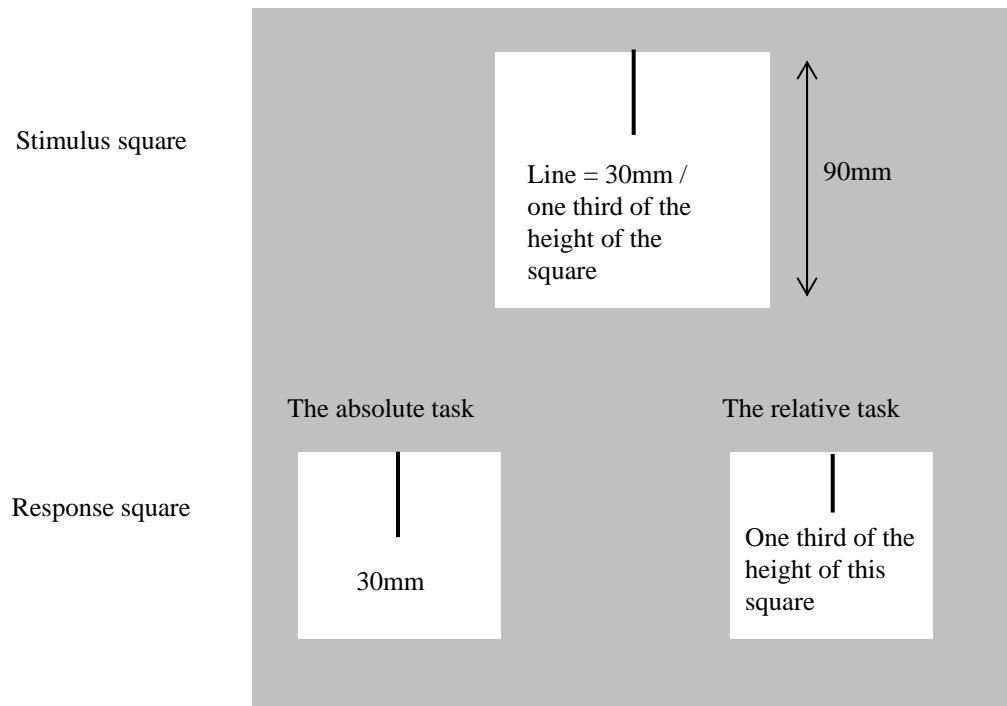 Stimulus square
Line = 30mm /
one third of the
height of the
square
90mm
The absolute task
The relative task
Response square
30mm
One third of the
height of this
square